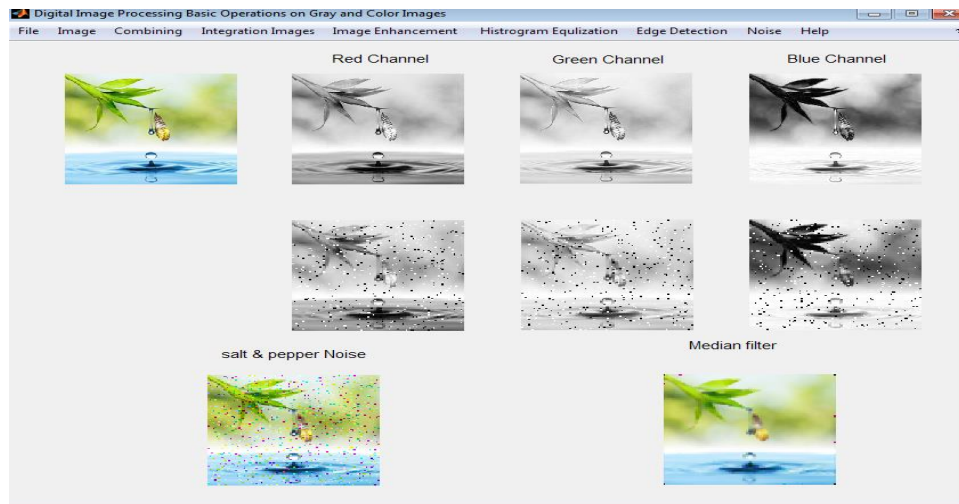 Digital Image Processing Basic Operations on Gray and Color Images
File Image Combining Integration Images Image Enhancement Histrogram Equlization Edge Detection Noise Help
Red Channel Green Channel Blue Channel
salt & pepper Noise
Median filter